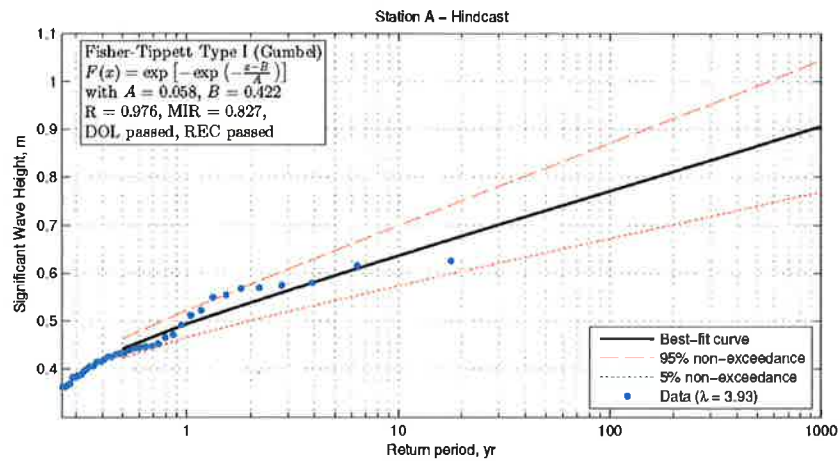 Station A – Hindcast
Fisher-Tippett Type I (Gumbel)
F(x) = exp [− exp (−(x−B)/A)]
with A = 0.058, B = 0.422
R = 0.976, MIR = 0.827,
DOL passed, REC passed
Significant Wave Height, m
1.1
1
0.9
0.8
0.7
0.6
0.5
0.4
1
10
100
1000
Return period, yr
Best−fit curve
95% non−exceedance
5% non−exceedance
Data (λ = 3.93)